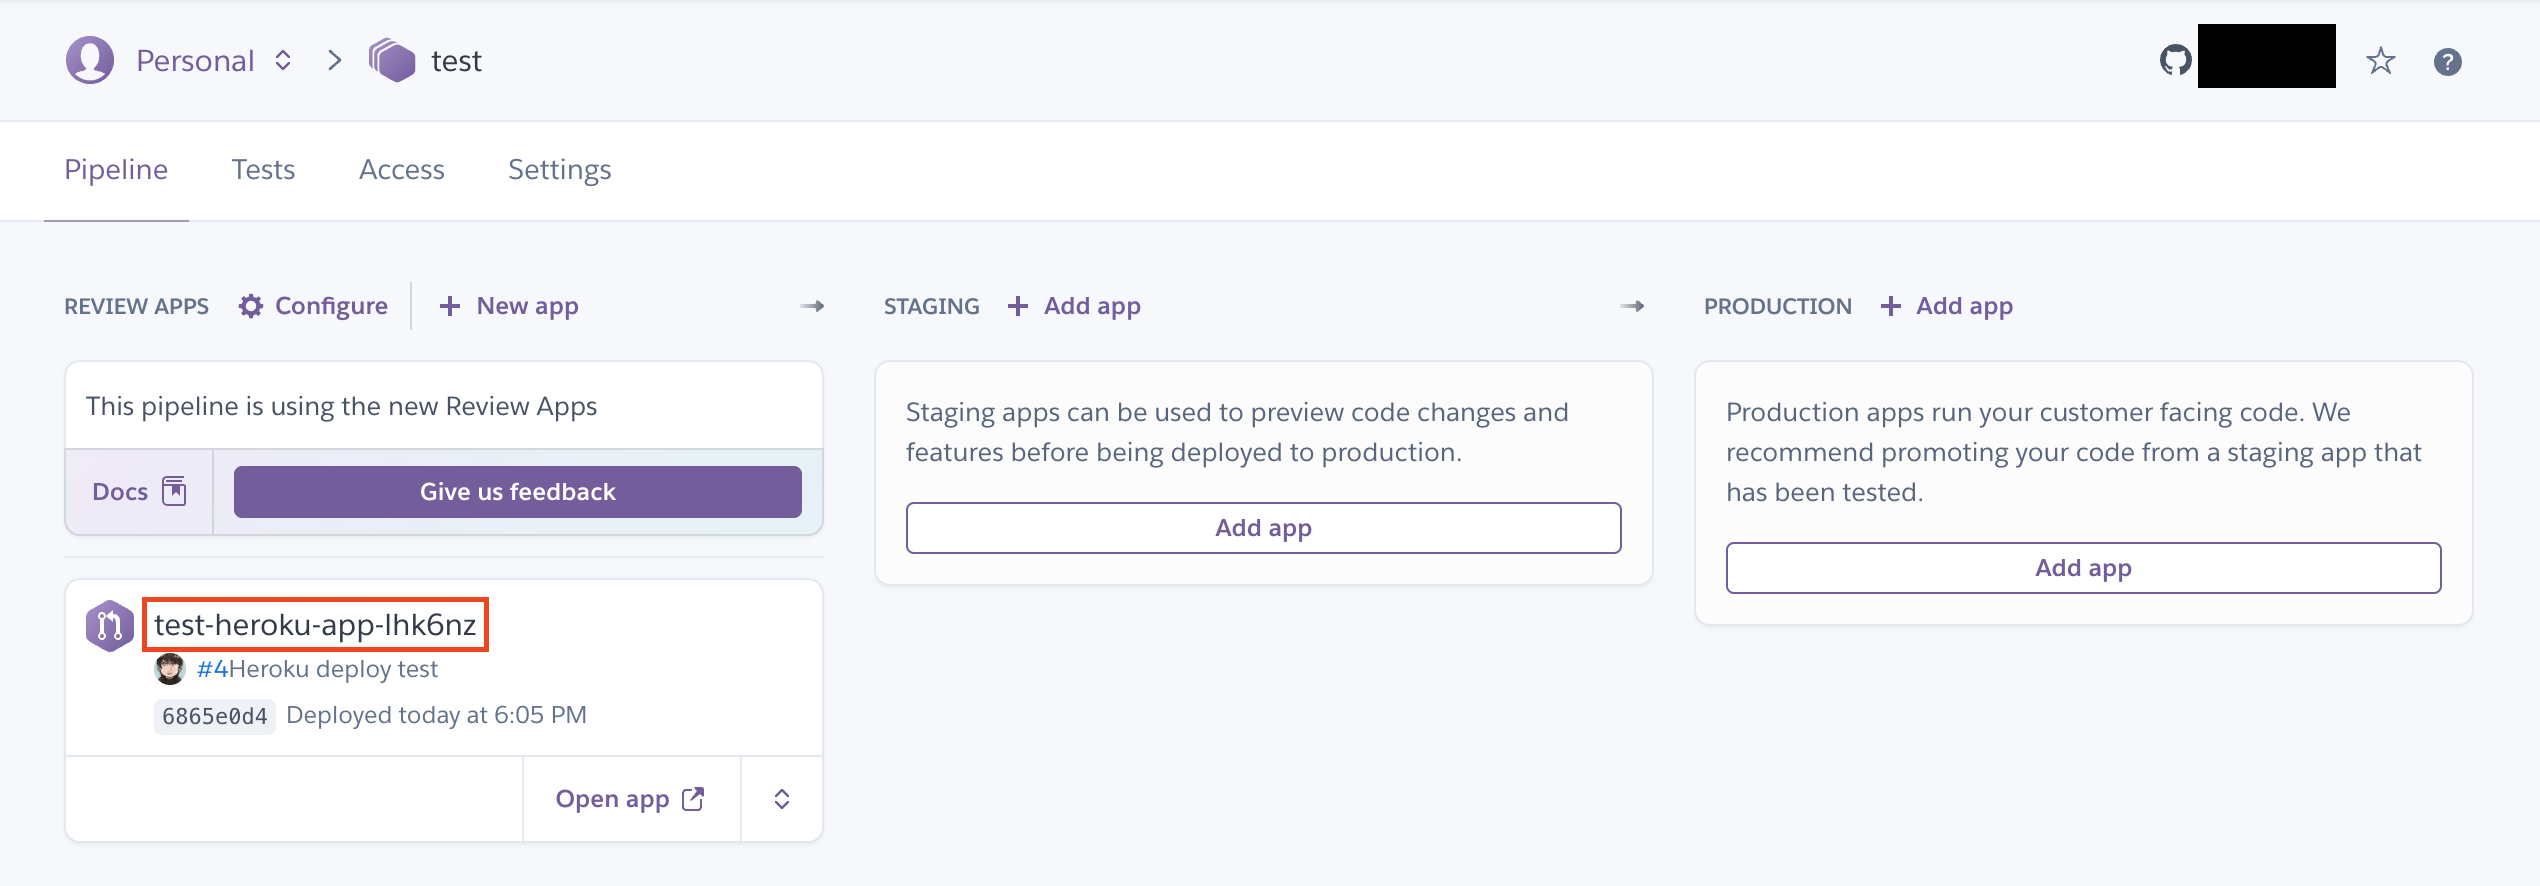 Personal
test
Pipeline
Tests
Access
Settings
REVIEW APPS
Configure
New app
STAGING
Add app
PRODUCTION
Add app
This pipeline is using the new Review Apps
Docs
Give us feedback
test-heroku-app-lhk6nz
#4Heroku deploy test
6865e0d4 Deployed today at 6:05 PM
Open app
Staging apps can be used to preview code changes and
features before being deployed to production.
Add app
Production apps run your customer facing code. We
recommend promoting your code from a staging app that
has been tested.
Add app